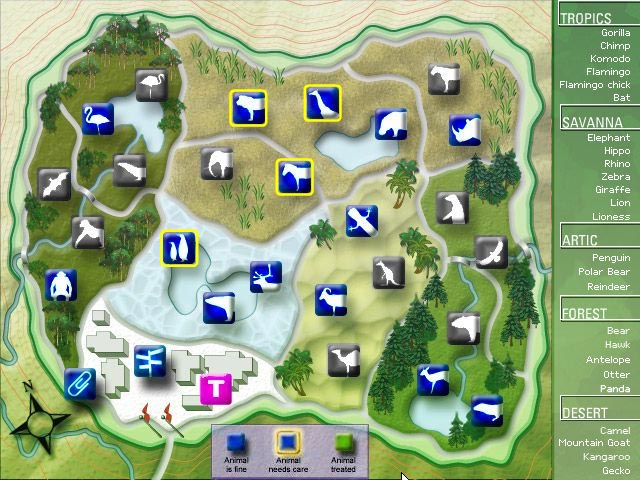 TROPICS
Gorilla
Chimp
Komodo
Flamingo
Flamingo chick
Bat
SAVANNA
Elephant
Hippo
Rhino
Zebra
Giraffe
Lion
Lioness
ARTIC
Penguin
Polar Bear
Reindeer
FOREST
Bear
Hawk
Antelope
Otter
Panda
DESERT
Camel
Mountain Goat
Kangaroo
Gecko
T
N
Animal is fine
Animal needs care
Animal treated